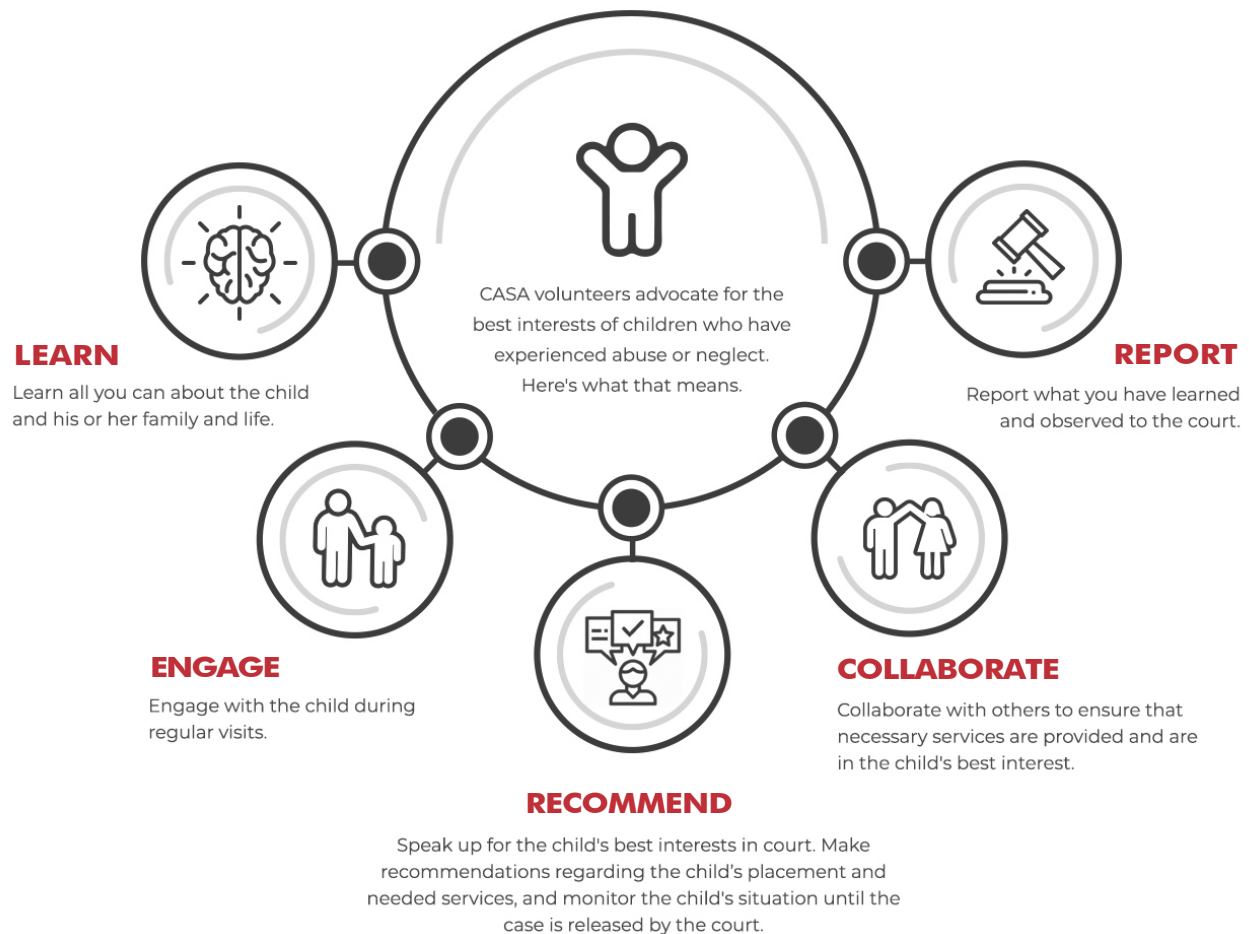 CASA volunteers advocate for the
best interests of children who have
experienced abuse or neglect.
Here's what that means.
LEARN
Learn all you can about the child
and his or her family and life.
ENGAGE
Engage with the child during
regular visits.
RECOMMEND
Speak up for the child's best interests in court. Make
recommendations regarding the child’s placement and
needed services, and monitor the child's situation until the
case is released by the court.
COLLABORATE
Collaborate with others to ensure that
necessary services are provided and are
in the child's best interest.
REPORT
Report what you have learned
and observed to the court.